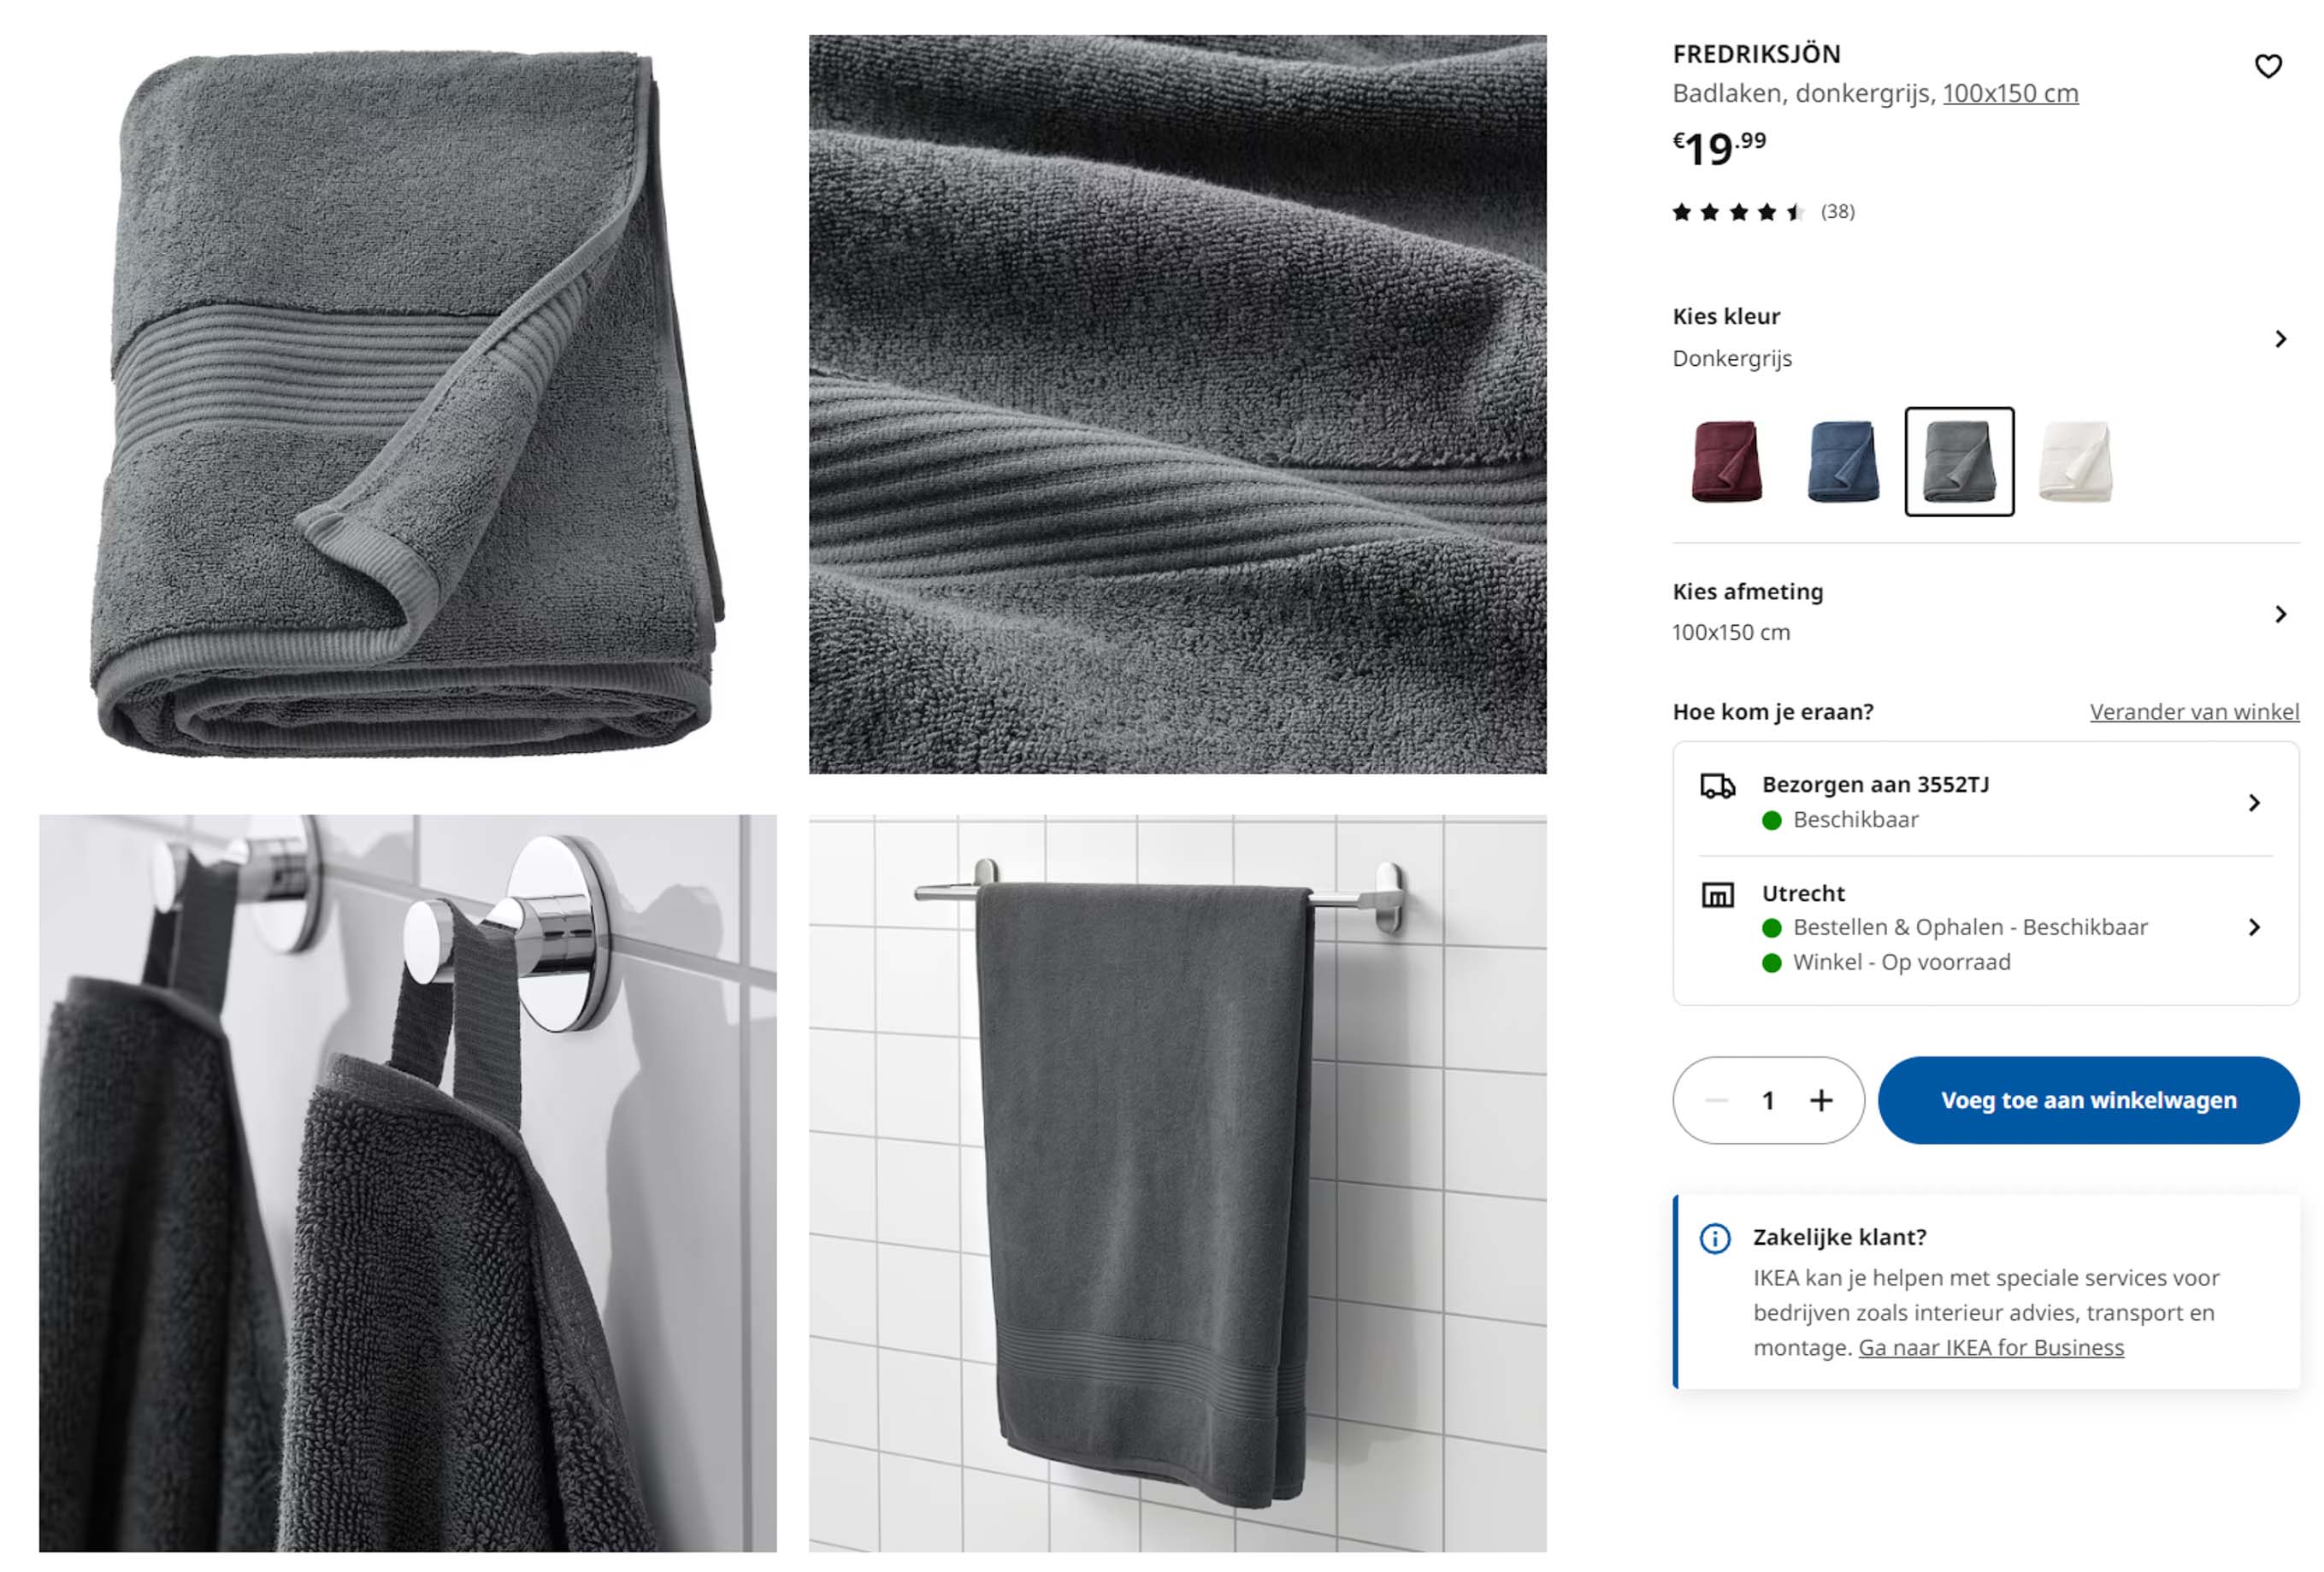 FREDRIKSJÖN
Badlaken, donkergrijs, 100x150 cm
€19.99
(38)
Kies kleur
Donkergrijs
Kies afmeting
100x150 cm
Hoe kom je eraan? Verander van winkel
Bezorgen aan 3552TJ
Beschikbaar
Utrecht
Bestellen & Ophalen - Beschikbaar
Winkel - Op voorraad
1 Voeg toe aan winkelwagen
Zakelijke klant?
IKEA kan je helpen met speciale services voor
bedrijven zoals interieur advies, transport en
montage. Ga naar IKEA for Business